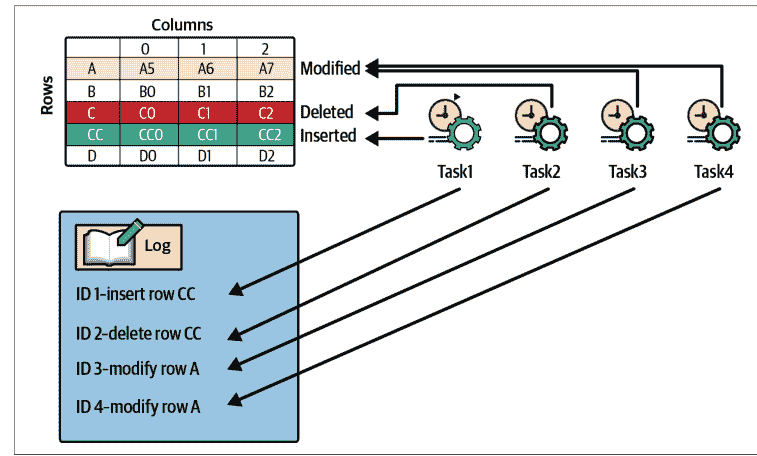 Columns
Rows
0 1 2
A A5 A6 A7 Modified
B B0 B1 B2
C C0 C1 C2 Deleted
CC CC0 CC1 CC2 Inserted
D D0 D1 D2
Task1 Task2 Task3 Task4
Log
ID 1-insert row CC
ID 2-delete row CC
ID 3-modify row A
ID 4-modify row A